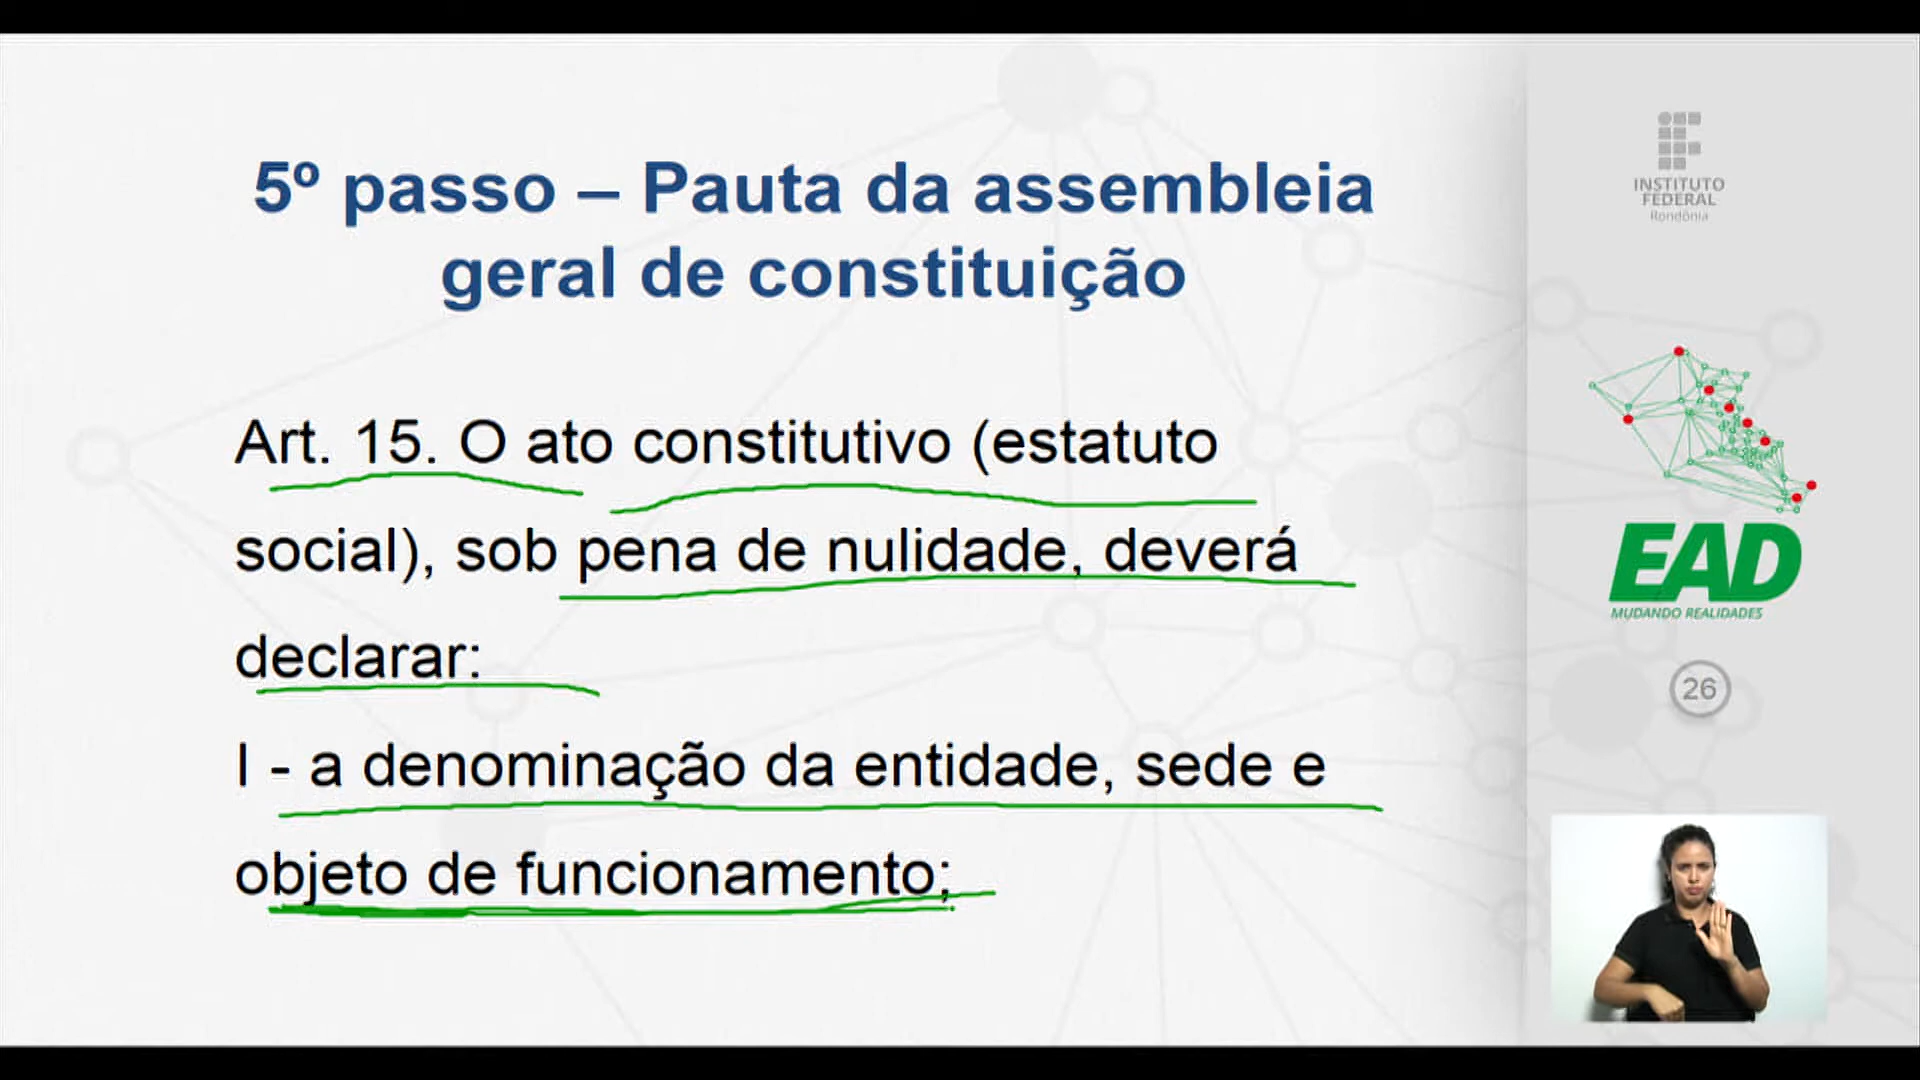 5º passo – Pauta da assembleia
geral de constituição
Art. 15. O ato constitutivo (estatuto
social), sob pena de nulidade, deverá
declarar:
I - a denominação da entidade, sede e
objeto de funcionamento;
INSTITUTO
FEDERAL
Rondônia
EAD
MUDANDO REALIDADES
26